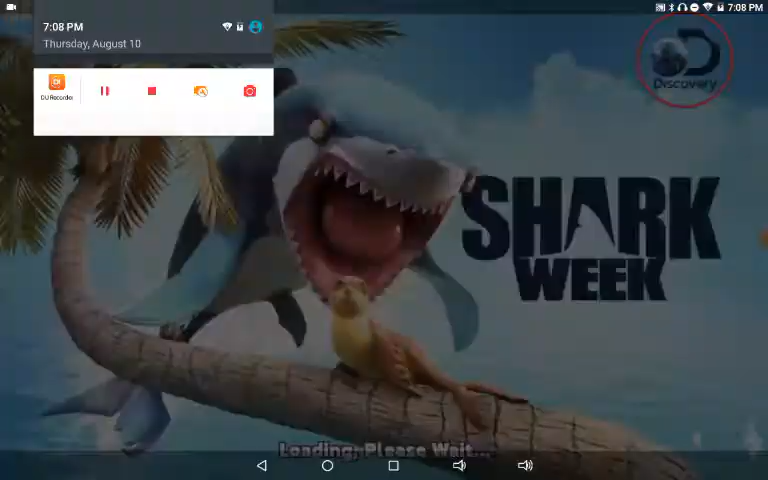 7:08 PM
7:08 PM
Thursday, August 10
DU Recorder
Discovery
SHARK
WEEK
Loading, Please Wait...